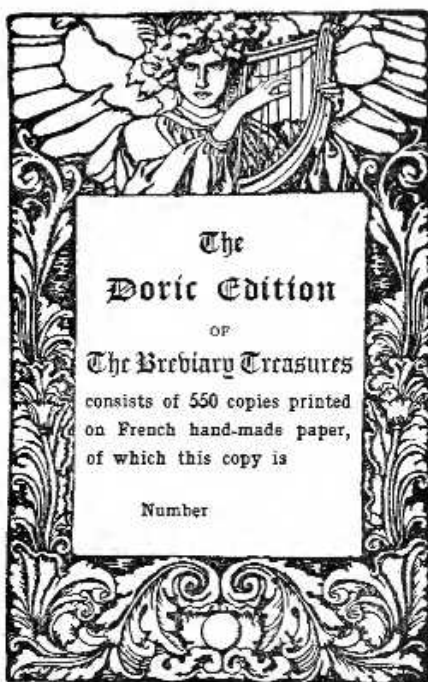 The
Doric Edition
OF
The Breviary Treasures
consists of 550 copies printed
on French hand-made paper,
of which this copy is
Number